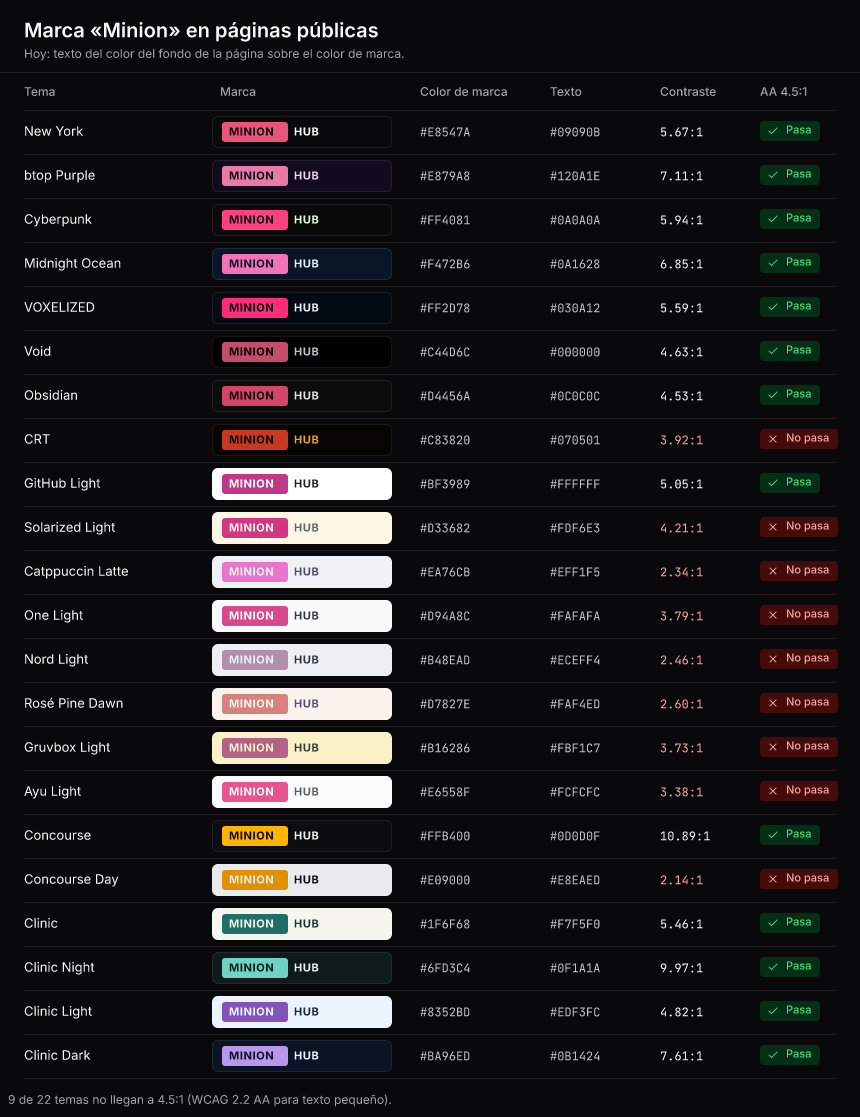 Marca «Minion» en páginas públicas
Hoy: texto del color del fondo de la página sobre el color de marca.
Tema Marca Color de marca Texto Contraste AA 4.5:1
New York MINION HUB #E8547A #09090B 5.67:1 Pasa
btop Purple MINION HUB #E879A8 #120A1E 7.11:1 Pasa
Cyberpunk MINION HUB #FF4081 #0A0A0A 5.94:1 Pasa
Midnight Ocean MINION HUB #F472B6 #0A1628 6.85:1 Pasa
VOXELIZED MINION HUB #FF2D78 #030A12 5.59:1 Pasa
Void MINION HUB #C44D6C #000000 4.63:1 Pasa
Obsidian MINION HUB #D4456A #0C0C0C 4.53:1 Pasa
CRT MINION HUB #C83820 #070501 3.92:1 No pasa
GitHub Light MINION HUB #BF3989 #FFFFFF 5.05:1 Pasa
Solarized Light MINION HUB #D33682 #FDF6E3 4.21:1 No pasa
Catppuccin Latte MINION HUB #EA76CB #EFF1F5 2.34:1 No pasa
One Light MINION HUB #D94A8C #FAFAFA 3.79:1 No pasa
Nord Light MINION HUB #B48EAD #ECEFF4 2.46:1 No pasa
Rosé Pine Dawn MINION HUB #D7827E #FAF4ED 2.60:1 No pasa
Gruvbox Light MINION HUB #B16286 #FBF1C7 3.73:1 No pasa
Ayu Light MINION HUB #E6558F #FCFCFC 3.38:1 No pasa
Concourse MINION HUB #FFB400 #0D0D0F 10.89:1 Pasa
Concourse Day MINION HUB #E09000 #E8EAED 2.14:1 No pasa
Clinic MINION HUB #1F6F68 #F7F5F0 5.46:1 Pasa
Clinic Night MINION HUB #6FD3C4 #0F1A1A 9.97:1 Pasa
Clinic Light MINION HUB #8352BD #EDF3FC 4.82:1 Pasa
Clinic Dark MINION HUB #BA96ED #0B1424 7.61:1 Pasa
9 de 22 temas no llegan a 4.5:1 (WCAG 2.2 AA para texto pequeño).